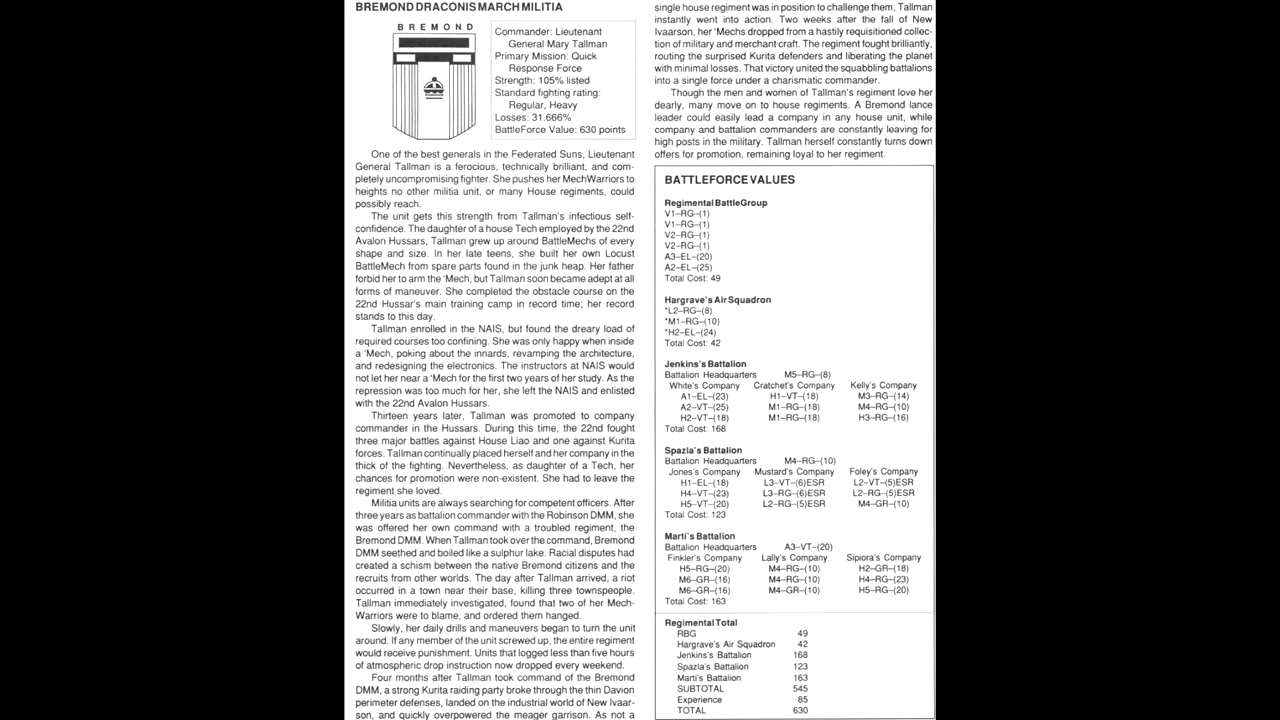 BREMOND DRACONIS MARCH MILITIA
BREMOND
Commander: Lieutenant
General Mary Tallman
Primary Mission: Quick
Response Force
Strength: 105% listed
Standard fighting rating:
Regular, Heavy
Losses: 31.666%
BattleForce Value: 630 points
One of the best generals in the Federated Suns, Lieutenant
General Tallman is a ferocious, technically brilliant, and com-
pletely uncompromising fighter. She pushes her MechWarriors to
heights no other militia unit, or many House regiments, could
possibly reach.
The unit gets this strength from Tallman's infectious self-
confidence. The daughter of a house Tech employed by the 22nd
Avalon Hussars, Tallman grew up around BattleMechs of every
shape and size. In her late teens, she built her own Locust
BattleMech from spare parts found in the junk heap. Her father
forbid her to arm the 'Mech, but Tallman soon became adept at all
forms of maneuver. She completed the obstacle course on the
22nd Hussar's main training camp in record time; her record
stands to this day.
Tallman enrolled in the NAIS, but found the dreary load of
required courses too confining. She was only happy when inside
a 'Mech, poking about the innards, revamping the architecture,
and redesigning the electronics. The instructors at NAIS would
not let her near a 'Mech for the first two years of her study. As the
repression was too much for her, she left the NAIS and enlisted
with the 22nd Avalon Hussars.
Thirteen years later, Tallman was promoted to company
commander in the Hussars. During this time, the 22nd fought
three major battles against House Liao and one against Kurita
forces. Tallman continually placed herself and her company in the
thick of the fighting. Nevertheless, as daughter of a Tech, her
chances for promotion were non-existent. She had to leave the
regiment she loved.
Militia units are always searching for competent officers. After
three years as battalion commander with the Robinson DMM, she
was offered her own command with a troubled regiment, the
Bremond DMM. When Tallman took over the command, Bremond
DMM seethed and boiled like a sulphur lake. Racial disputes had
created a schism between the native Bremond citizens and the
recruits from other worlds. The day after Tallman arrived, a riot
occurred in a town near their base, killing three townspeople.
Tallman immediately investigated, found that two of her Mech-
Warriors were to blame, and ordered them hanged.
Slowly, her daily drills and maneuvers began to turn the unit
around. If any member of the unit screwed up, the entire regiment
would receive punishment. Units that logged less than five hours
of atmospheric drop instruction now dropped every weekend.
Four months after Tallman took command of the Bremond
DMM, a strong Kurita raiding party broke through the thin Davion
perimeter defenses, landed on the industrial world of New Ivaar-
son, and quickly overpowered the meager garrison. As not a
single house regiment was in position to challenge them, Tallman
instantly went into action. Two weeks after the fall of New
Ivaarson, her 'Mechs dropped from a hastily requisitioned collec-
tion of military and merchant craft. The regiment fought brilliantly,
routing the surprised Kurita defenders and liberating the planet
with minimal losses. That victory united the squabbling battalions
into a single force under a charismatic commander.
Though the men and women of Tallman's regiment love her
dearly, many move on to house regiments. A Bremond lance
leader could easily lead a company in any house unit, while
company and battalion commanders are constantly leaving for
high posts in the military. Tallman herself constantly turns down
offers for promotion, remaining loyal to her regiment.
BATTLEFORCE VALUES
Regimental BattleGroup
V1–RG–(1)
V1–RG–(1)
V2–RG–(1)
V2–RG–(1)
A3–EL–(20)
A2–EL–(25)
Total Cost: 49
Hargrave's Air Squadron
*L2–RG–(8)
*M1–RG–(10)
*H2–EL–(24)
Total Cost: 42
Jenkins's Battalion
Battalion Headquarters M5–RG–(8)
White's Company Cratchet's Company Kelly's Company
A1–EL–(23) H1–VT–(18) M3–RG–(14)
A2–VT–(25) M1–RG–(18) M4–RG–(10)
H2–VT–(18) M1–RG–(18) H3–RG–(16)
Total Cost: 168
Spazla's Battalion
Battalion Headquarters M4–RG–(10)
Jones's Company Mustard's Company Foley's Company
H1–EL–(18) L3–VT–(6)ESR L2–VT–(5)ESR
H4–VT–(23) L3–RG–(6)ESR L2–RG–(5)ESR
H5–VT–(20) L2–RG–(5)ESR M4–GR–(10)
Total Cost: 123
Marti's Battalion
Battalion Headquarters A3–VT–(20)
Finkler's Company Lally's Company Sipiora's Company
H5–RG–(20) M4–RG–(10) H2–GR–(18)
M6–GR–(16) M4–RG–(10) H4–RG–(23)
M6–GR–(16) M4–GR–(10) H5–RG–(20)
Total Cost: 163
Regimental Total
RBG 49
Hargrave's Air Squadron 42
Jenkins's Battalion 168
Spazla's Battalion 123
Marti's Battalion 163
SUBTOTAL 545
Experience 85
TOTAL 630